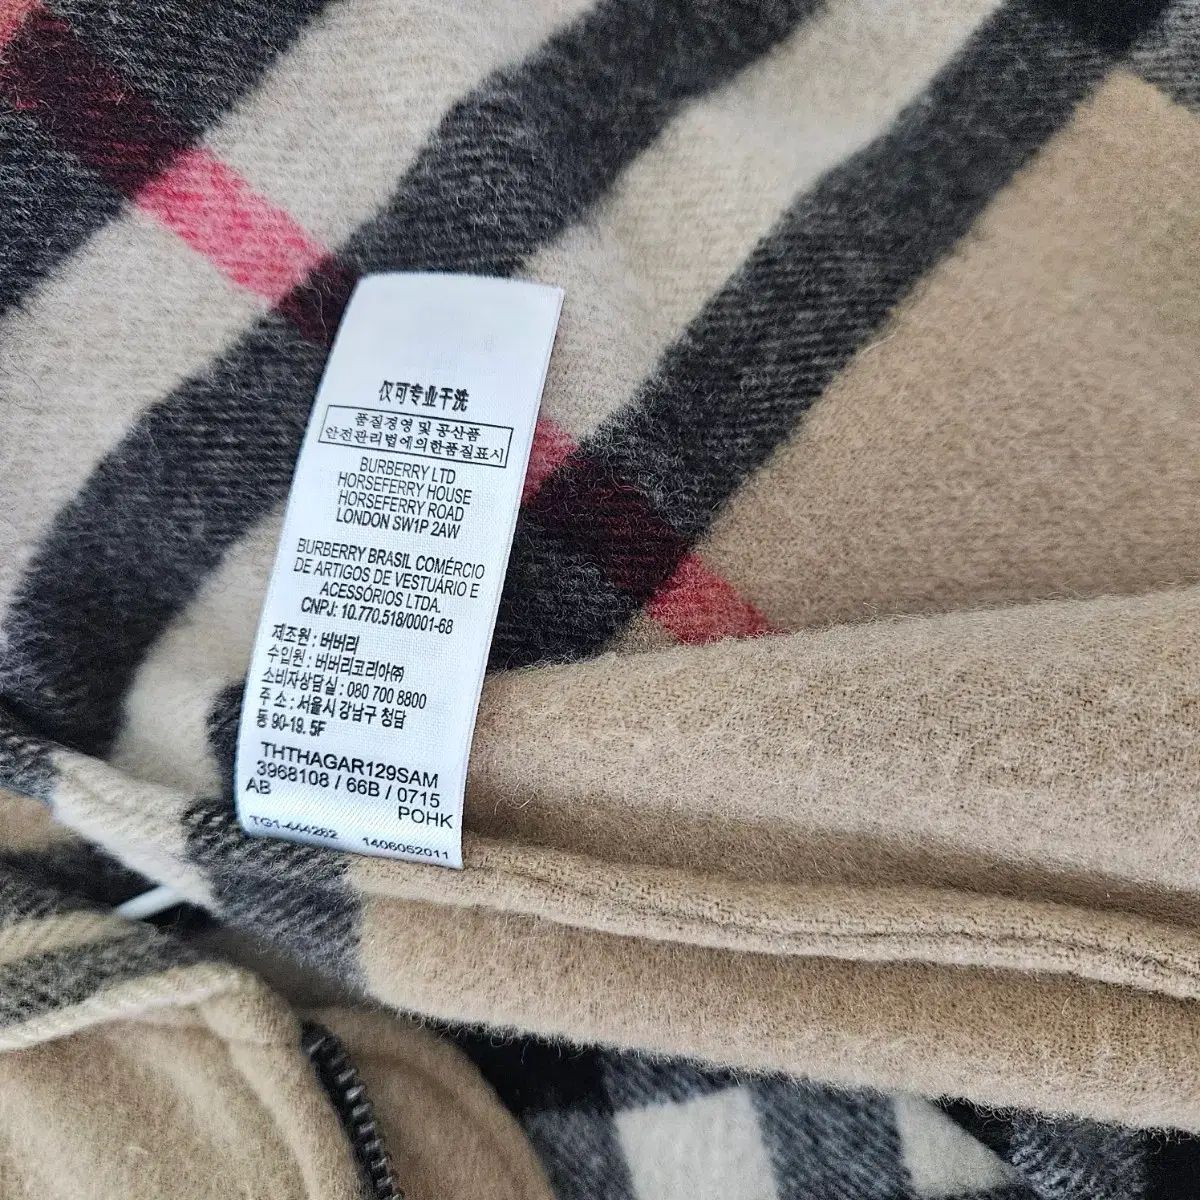 仅可专业干洗
품질경영 및 공산품
안전관리법에의한품질표시
BURBERRY LTD
HORSEFERRY HOUSE
HORSEFERRY ROAD
LONDON SW1P 2AW
BURBERRY BRASIL COMÉRCIO
DE ARTIGOS DE VESTUÁRIO E
ACESSÓRIOS LTDA.
CNPJ: 10.770.518/0001-68
제조원 : 버버리
수입원 : 버버리코리아㈜
소비자상담실 : 080 700 8800
주 소 : 서울시 강남구 청담
동 90-19. 5F
THTHAGAR129SAM
3968108 / 66B / 0715
AB
POHK
TG1-444262
1406052011